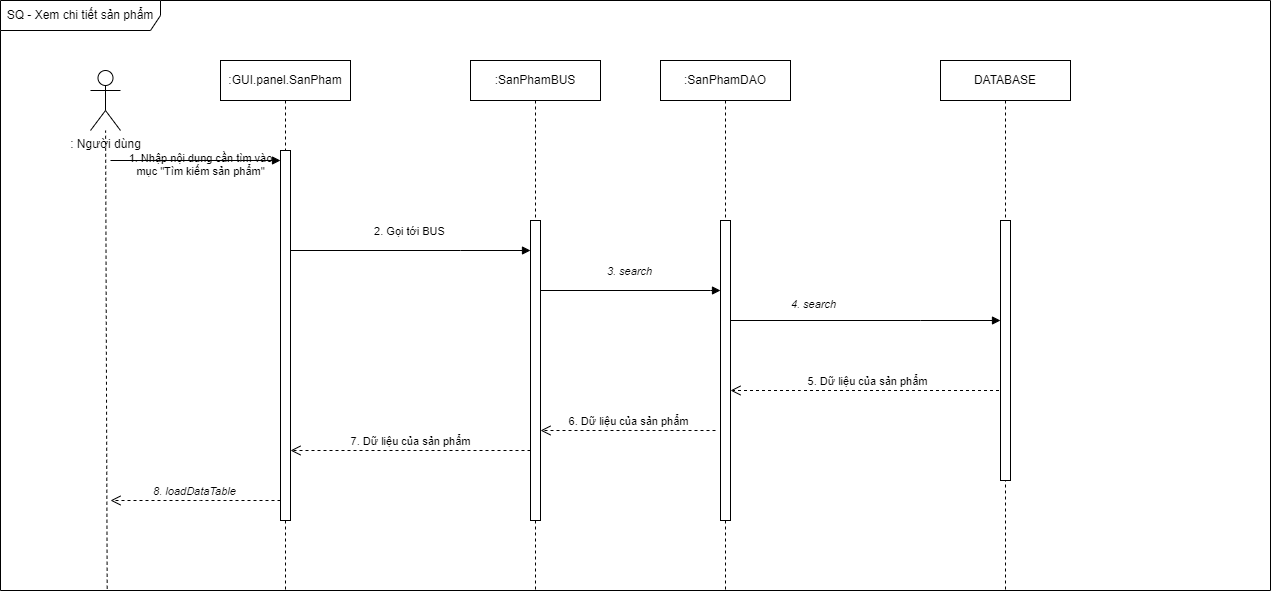 SQ - Xem chi tiết sản phẩm
:GUI.panel.SanPham
:SanPhamBUS
:SanPhamDAO
DATABASE
: Người dùng
1. Nhập nội dung cần tìm vào
mục "Tìm kiếm sản phẩm"
2. Gọi tới BUS
3. search
4. search
5. Dữ liệu của sản phẩm
6. Dữ liệu của sản phẩm
7. Dữ liệu của sản phẩm
8. loadDataTable